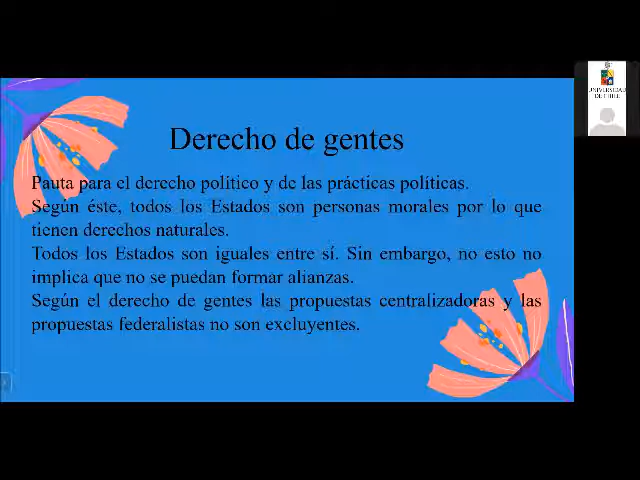 UNIVERSIDAD
DE CHILE
Derecho de gentes
Pauta para el derecho político y de las prácticas políticas.
Según éste, todos los Estados son personas morales por lo que
tienen derechos naturales.
Todos los Estados son iguales entre sí. Sin embargo, no esto no
implica que no se puedan formar alianzas.
Según el derecho de gentes las propuestas centralizadoras y las
propuestas federalistas no son excluyentes.